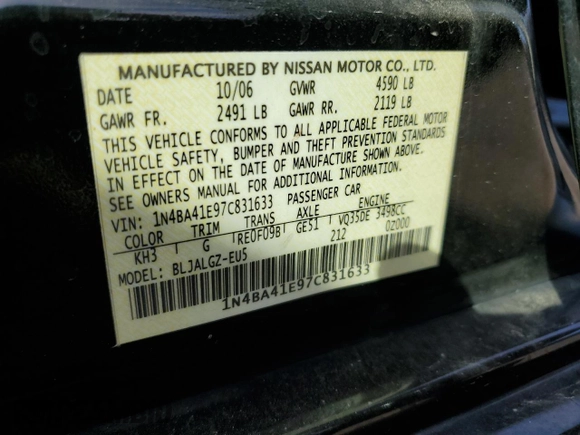 MANUFACTURED BY NISSAN MOTOR CO., LTD.
DATE 10/06 GVWR 4590 LB
GAWR FR. 2491 LB GAWR RR. 2119 LB
THIS VEHICLE CONFORMS TO ALL APPLICABLE FEDERAL MOTOR
VEHICLE SAFETY, BUMPER AND THEFT PREVENTION STANDARDS
IN EFFECT ON THE DATE OF MANUFACTURE SHOWN ABOVE.
SEE OWNERS MANUAL FOR ADDITIONAL INFORMATION.
VIN: 1N4BA41E97C831633 PASSENGER CAR
COLOR TRIM TRANS AXLE ENGINE
KH3 G RE0F09B GE51 VQ35DE 3498CC
212 0Z000
MODEL: BLJALGZ-EU5
1N4BA41E97C831633